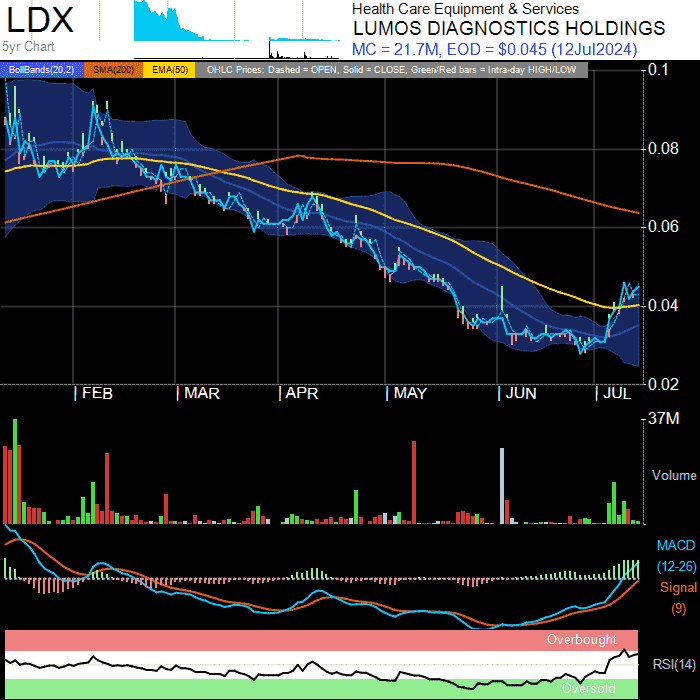 LDX
5yr Chart
Health Care Equipment & Services
LUMOS DIAGNOSTICS HOLDINGS
MC = 21.7M, EOD = $0.045 (12Jul2024)
BollBands(20,2) SMA(200) EMA(50) OHLC Prices: Dashed = OPEN, Solid = CLOSE, Green/Red bars = Intra-day HIGH/LOW
0.1
0.08
0.06
0.04
0.02
| FEB | MAR | APR | MAY | JUN | JUL
37M
Volume
MACD
(12-26)
Signal
(9)
Overbought
RSI(14)
Oversold